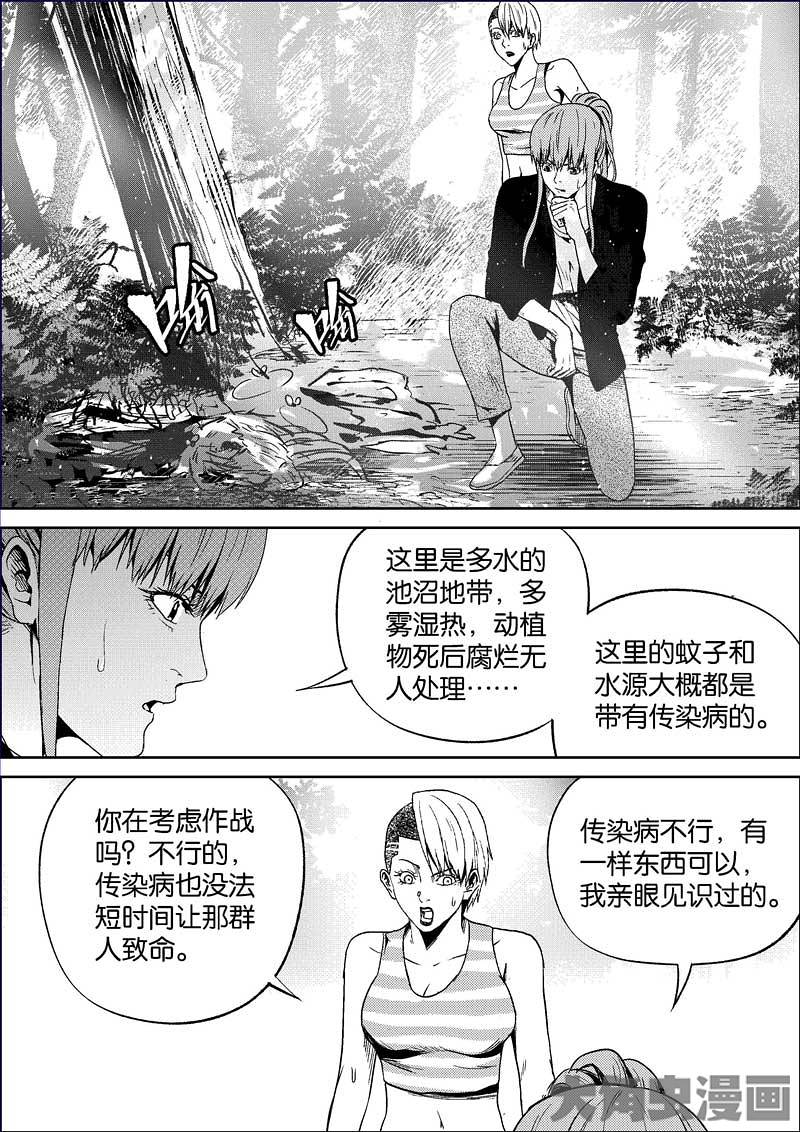 嗡
嗡
这里是多水的
池沼地带，多
雾湿热，动植
物死后腐烂无
人处理……
这里的蚊子和
水源大概都是
带有传染病的。
你在考虑作战
吗？不行的，
传染病也没法
短时间让那群
人致命。
传染病不行，有
一样东西可以，
我亲眼见识过的。
大角虫漫画